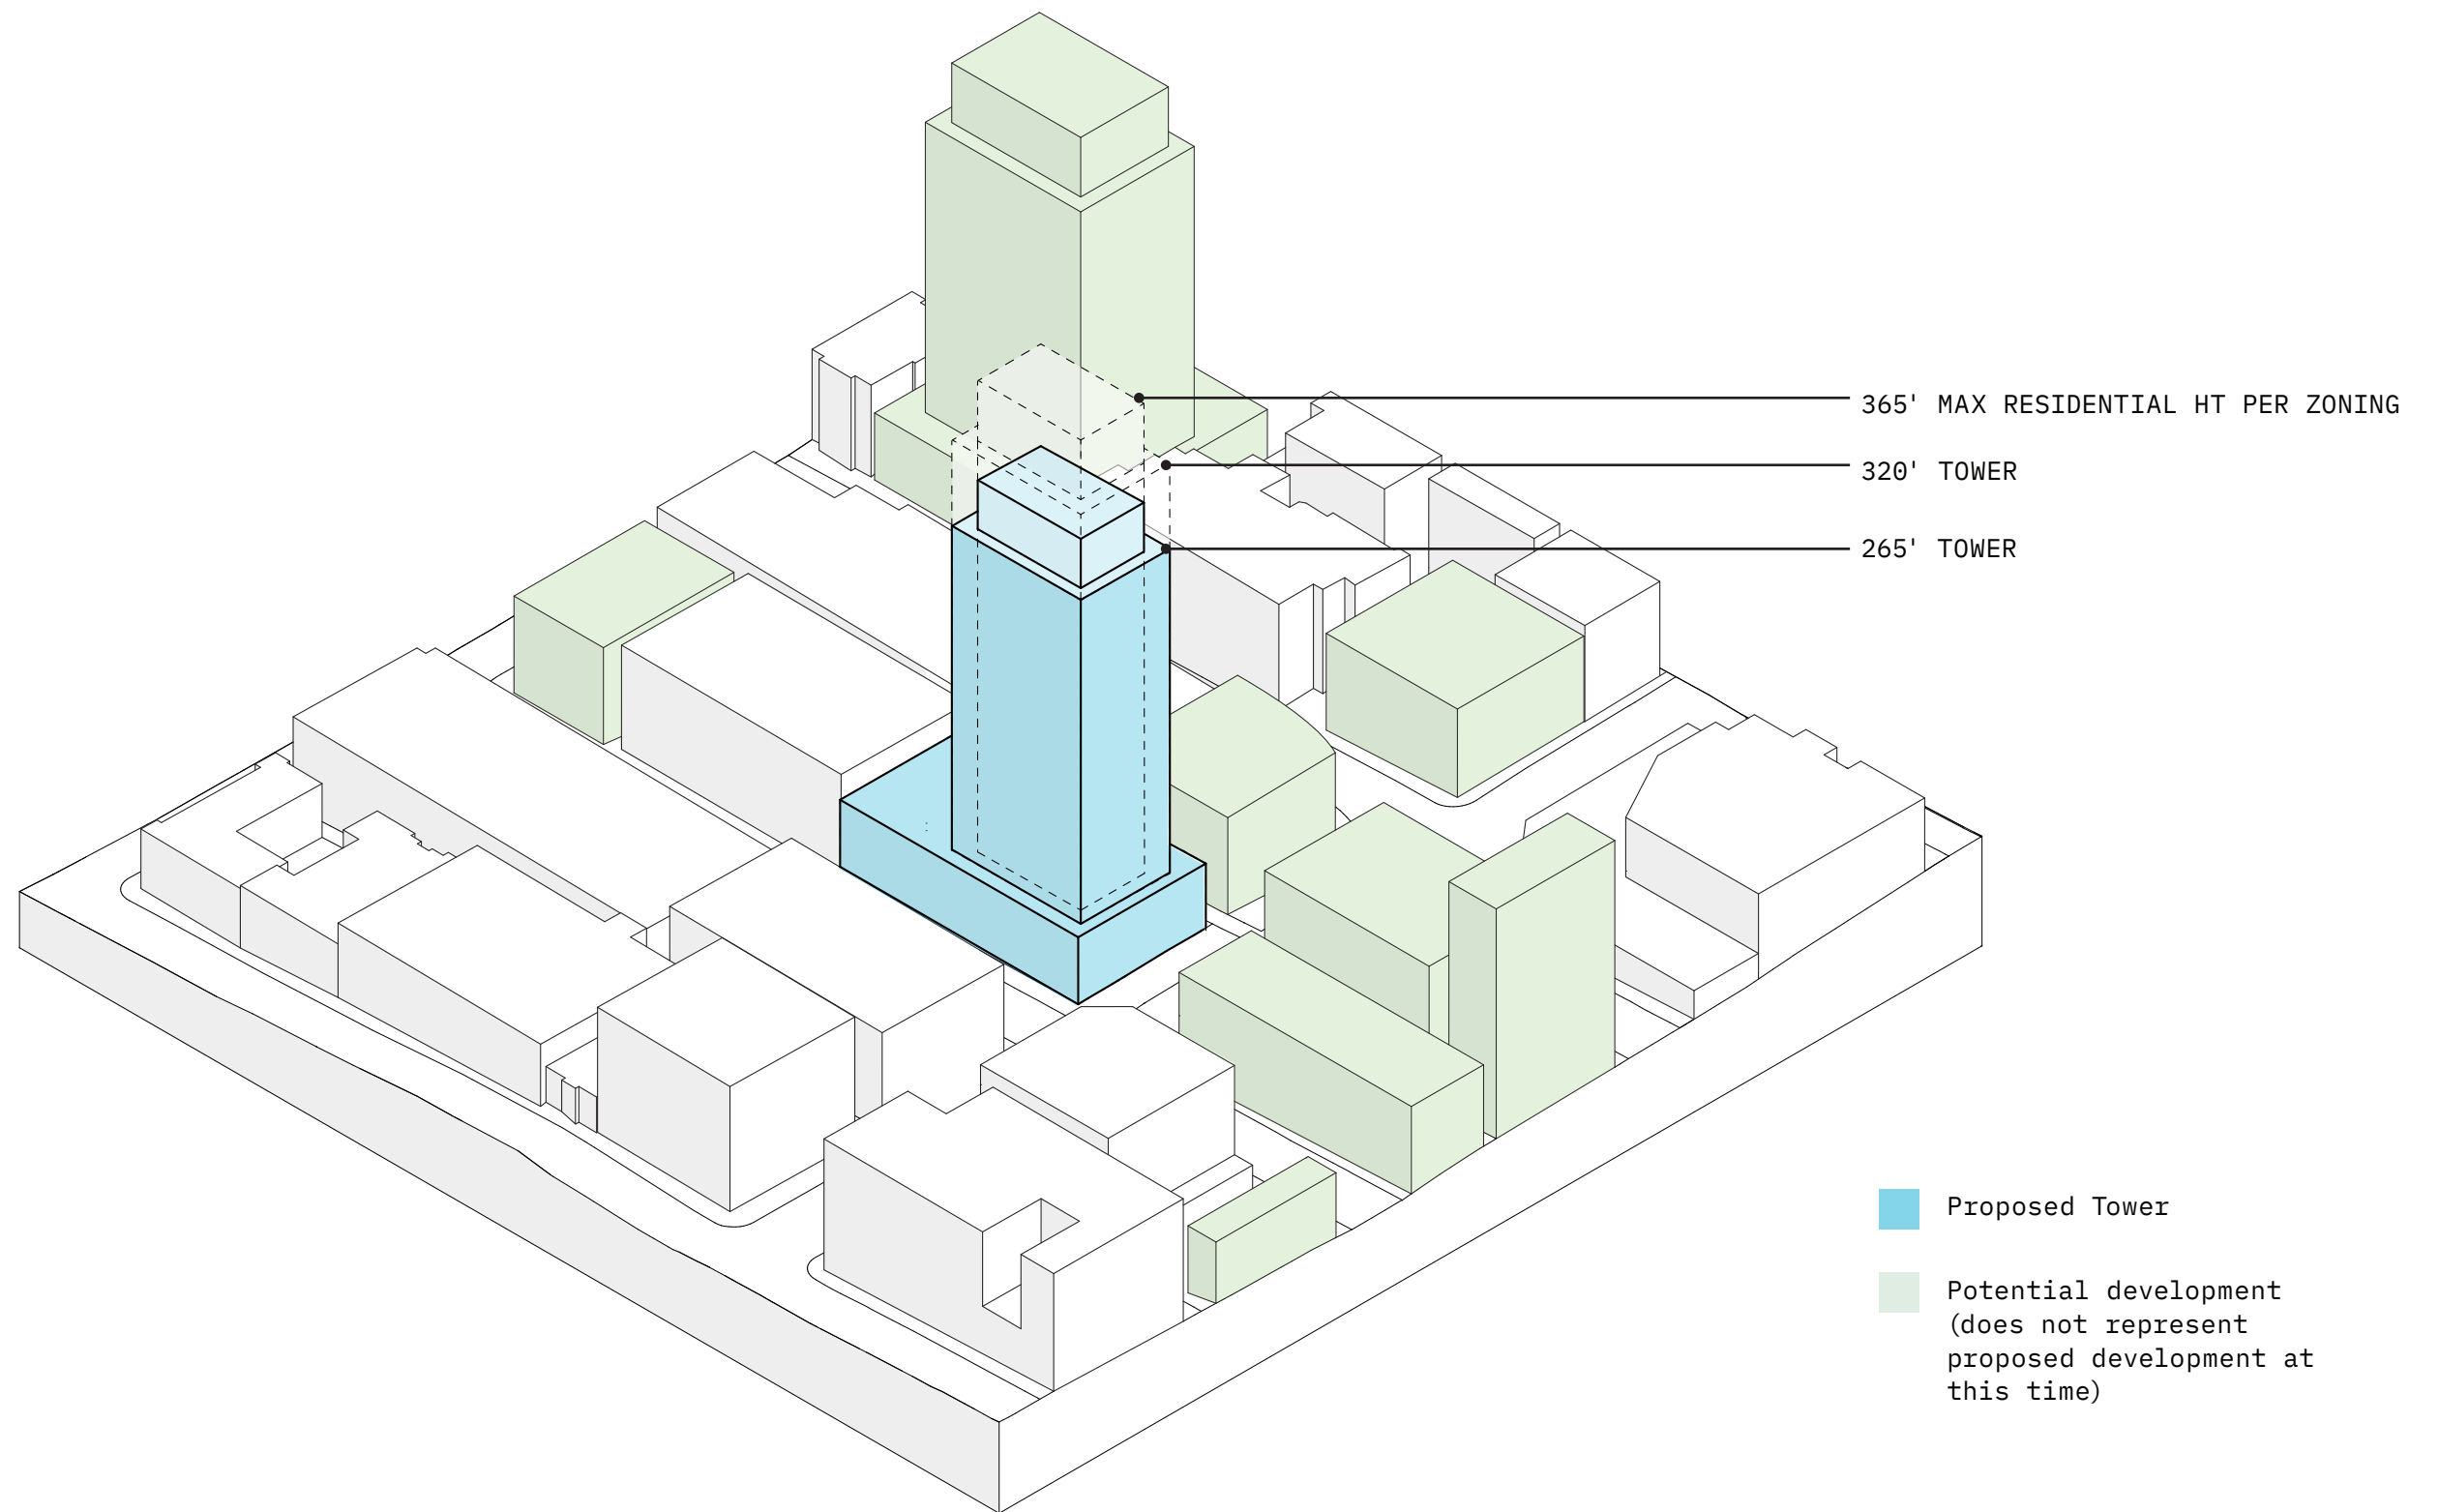 365' MAX RESIDENTIAL HT PER ZONING
320' TOWER
265' TOWER
Proposed Tower
Potential development
(does not represent
proposed development at
this time)